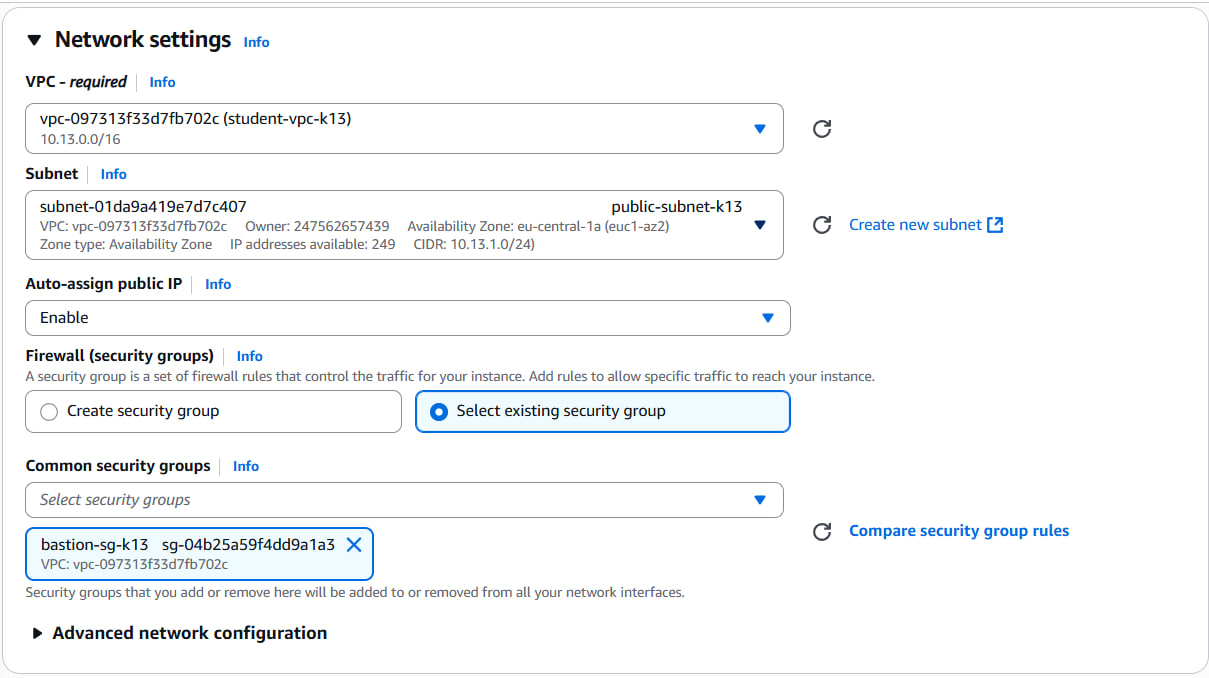 Network settings Info
VPC - required Info
vpc-097313f33d7fb702c (student-vpc-k13)
10.13.0.0/16
Subnet Info
subnet-01da9a419e7d7c407 public-subnet-k13
VPC: vpc-097313f33d7fb702c Owner: 247562657439 Availability Zone: eu-central-1a (euc1-az2)
Zone type: Availability Zone IP addresses available: 249 CIDR: 10.13.1.0/24)
Create new subnet
Auto-assign public IP Info
Enable
Firewall (security groups) Info
A security group is a set of firewall rules that control the traffic for your instance. Add rules to allow specific traffic to reach your instance.
Create security group Select existing security group
Common security groups Info
Select security groups
bastion-sg-k13 sg-04b25a59f4dd9a1a3
VPC: vpc-097313f33d7fb702c
Compare security group rules
Security groups that you add or remove here will be added to or removed from all your network interfaces.
Advanced network configuration